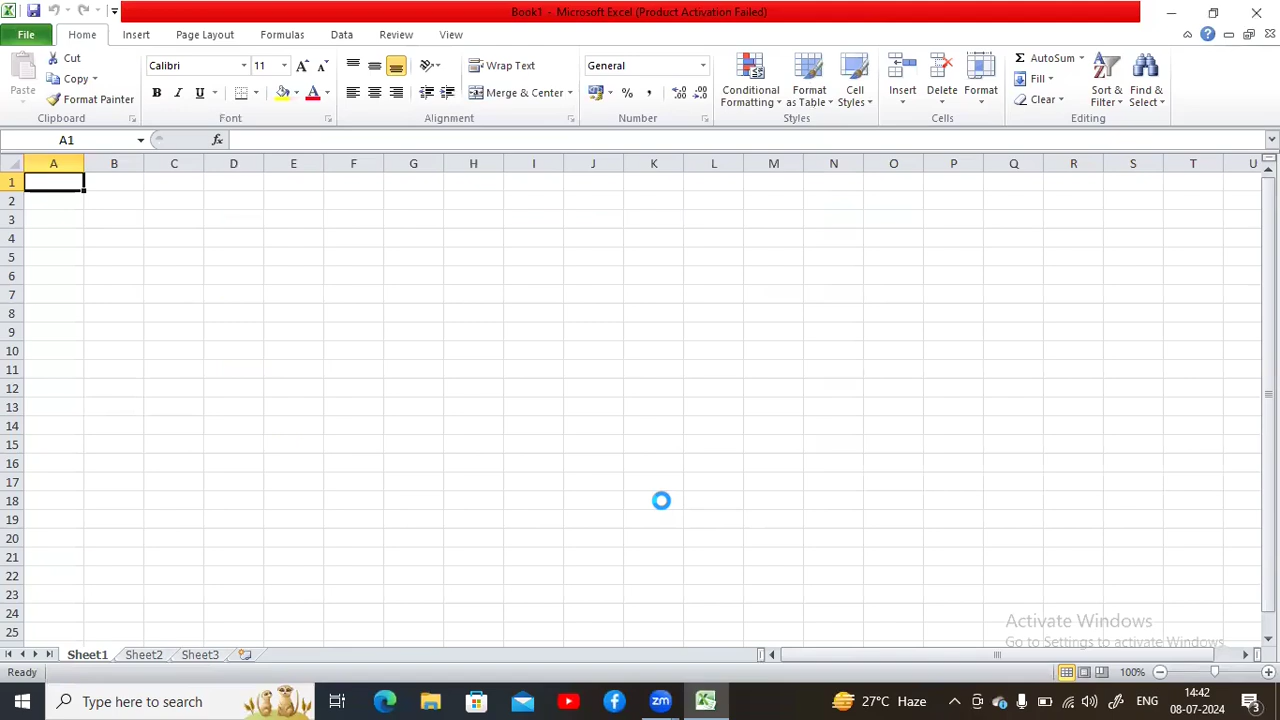 Book1 - Microsoft Excel (Product Activation Failed)
File Home Insert Page Layout Formulas Data Review View
Cut
Copy
Format Painter
Paste
Clipboard
Calibri 11
B I U
Font
Wrap Text
Merge & Center
Alignment
General
%
Number
Conditional Formatting
Format as Table
Cell Styles
Styles
Insert
Delete
Format
Cells
Σ AutoSum
Fill
Clear
Sort & Filter
Find & Select
Editing
A1 fx
A B C D E F G H I J K L M N O P Q R S T U
1
2
3
4
5
6
7
8
9
10
11
12
13
14
15
16
17
18
19
20
21
22
23
24
25
Activate Windows
Go to Settings to activate Windows.
Sheet1 Sheet2 Sheet3
Ready 100%
Type here to search
zm
27°C Haze
ENG
14:42
08-07-2024
3